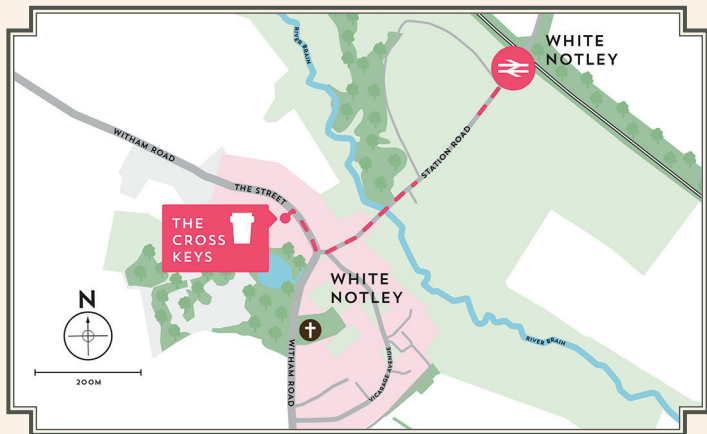 RIVER BRAIN
WHITE
NOTLEY
WITHAM ROAD
STATION ROAD
THE STREET
THE
CROSS
KEYS
WHITE
NOTLEY
N
200M
WITHAM ROAD
VICARAGE AVENUE
RIVER BRAIN